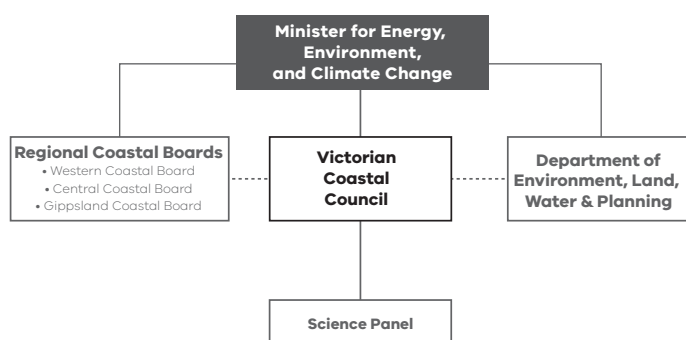 Minister for Energy,
Environment,
and Climate Change
Regional Coastal Boards
• Western Coastal Board
• Central Coastal Board
• Gippsland Coastal Board
Victorian
Coastal
Council
Department of
Environment, Land,
Water & Planning
Science Panel